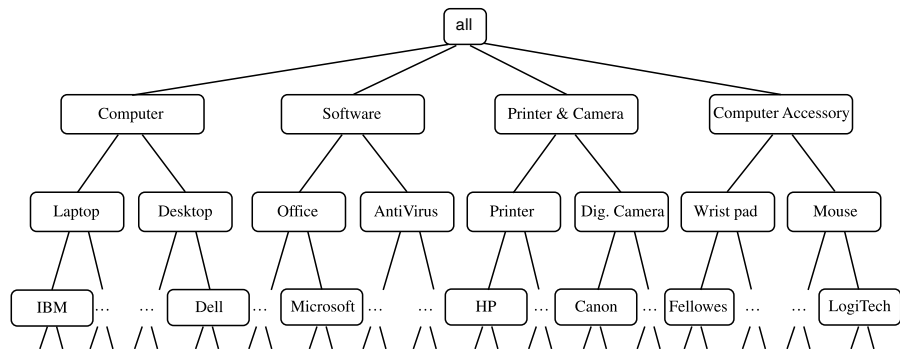 all
Computer Software Printer & Camera Computer Accessory
Laptop Desktop Office AntiVirus Printer Dig. Camera Wrist pad Mouse
IBM ... ... Dell ... Microsoft ... ... HP ... Canon ... Fellowes ... ... LogiTech